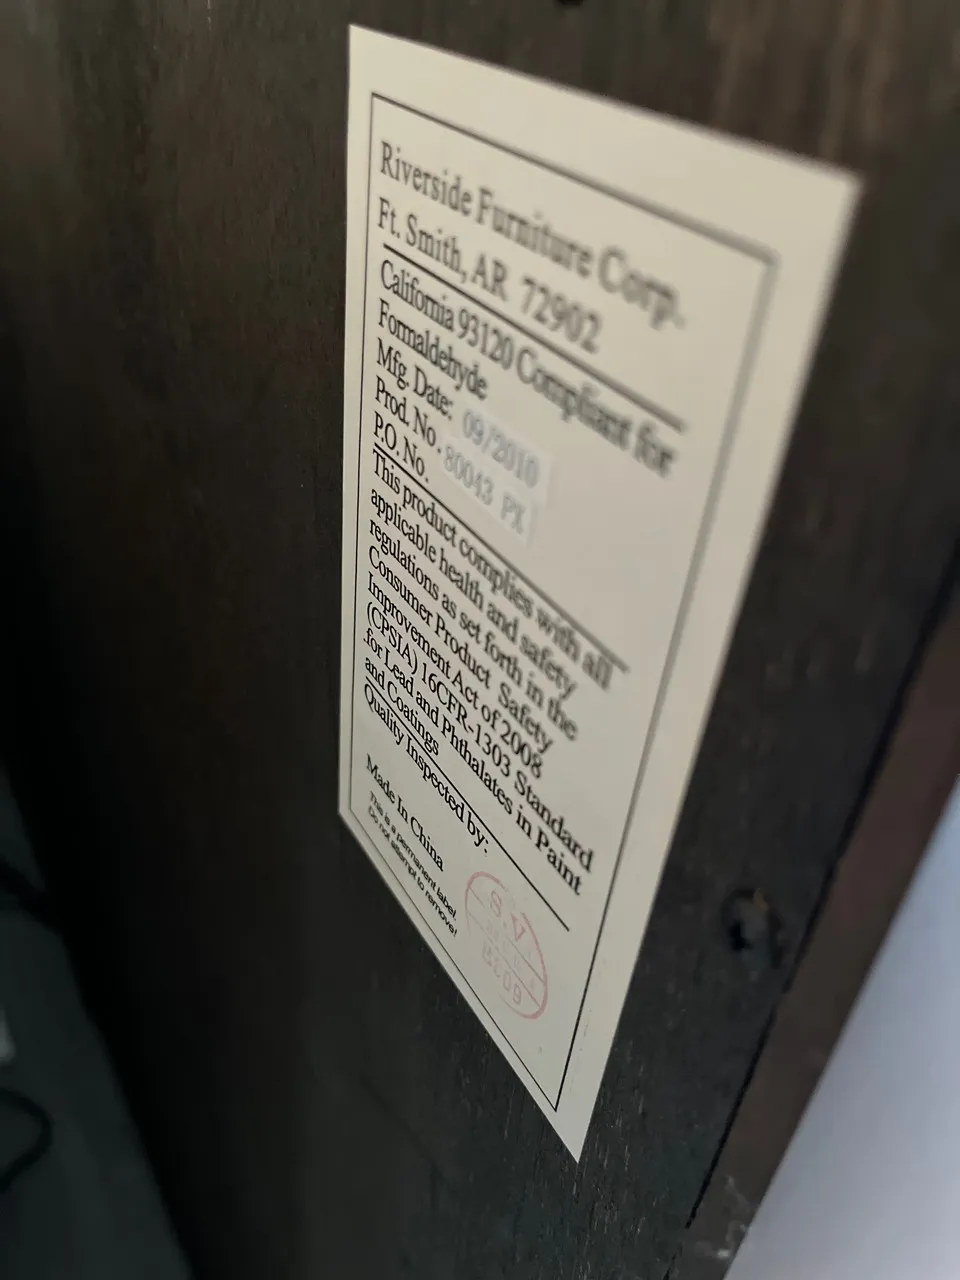 Riverside Furniture Corp.
Ft. Smith, AR 72902
California 93120 Compliant for
Formaldehyde
Mfg. Date: 09/2010
Prod. No. 80043 PX
P.O. No.
This product complies with all
applicable health and safety
regulations as set forth in the
Consumer Product Safety
Improvement Act of 2008
(CPSIA) 16CFR-1303 Standard
.for Lead and Phthalates in Paint
and Coatings
Quality Inspected by:
Made In China
This is a permanent label.
Do not attempt to remove!
S.V